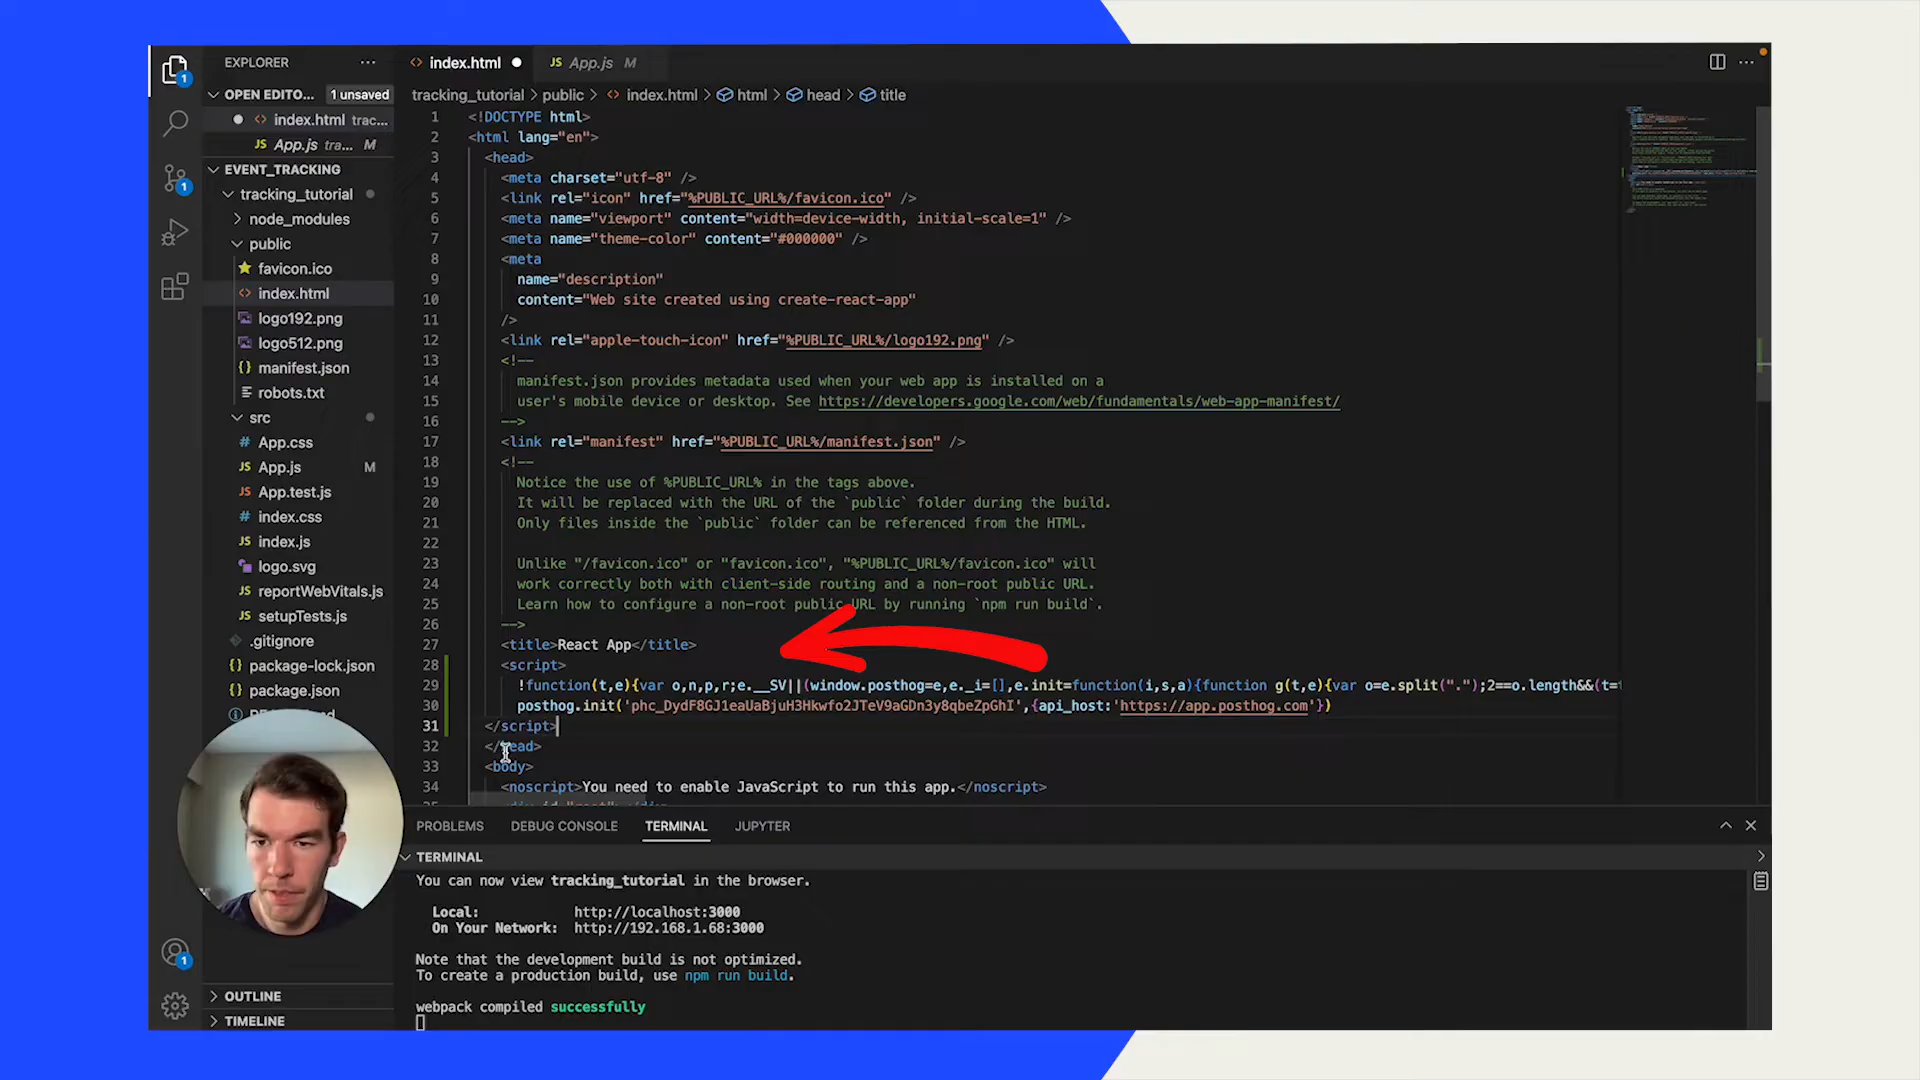 EXPLORER
OPEN EDITO... 1 unsaved
index.html trac...
JS App.js tra... M
EVENT_TRACKING
tracking_tutorial
node_modules
public
favicon.ico
index.html
logo192.png
logo512.png
manifest.json
robots.txt
src
App.css
JS App.js M
JS App.test.js
index.css
JS index.js
logo.svg
JS reportWebVitals.js
JS setupTests.js
.gitignore
package-lock.json
package.json
OUTLINE
TIMELINE
1
1
1
index.html
JS App.js M
tracking_tutorial > public > <> index.html > html > head > title
1 <!DOCTYPE html>
2 <html lang="en">
3 <head>
4 <meta charset="utf-8" />
5 <link rel="icon" href="%PUBLIC_URL%/favicon.ico" />
6 <meta name="viewport" content="width=device-width, initial-scale=1" />
7 <meta name="theme-color" content="#000000" />
8 <meta
9 name="description"
10 content="Web site created using create-react-app"
11 />
12 <link rel="apple-touch-icon" href="%PUBLIC_URL%/logo192.png" />
13 <!--
14 manifest.json provides metadata used when your web app is installed on a
15 user's mobile device or desktop. See https://developers.google.com/web/fundamentals/web-app-manifest/
16 -->
17 <link rel="manifest" href="%PUBLIC_URL%/manifest.json" />
18 <!--
19 Notice the use of %PUBLIC_URL% in the tags above.
20 It will be replaced with the URL of the `public` folder during the build.
21 Only files inside the `public` folder can be referenced from the HTML.
22
23 Unlike "/favicon.ico" or "favicon.ico", "%PUBLIC_URL%/favicon.ico" will
24 work correctly both with client-side routing and a non-root public URL.
25 Learn how to configure a non-root public URL by running `npm run build`.
26 -->
27 <title>React App</title>
28 <script>
29 !function(t,e){var o,n,p,r;e.__SV||(window.posthog=e,e._i=[],e.init=function(i,s,a){function g(t,e){var o=e.split(".");2==o.length&&(t=t
30 posthog.init('phc_DydF8GJ1eaUaBjuH3Hkwfo2JTeV9aGDn3y8qbeZpGhI',{api_host:'https://app.posthog.com'})
31 </script>
32 </head>
33 <body>
34 <noscript>You need to enable JavaScript to run this app.</noscript>
PROBLEMS DEBUG CONSOLE TERMINAL JUPYTER
TERMINAL
You can now view tracking_tutorial in the browser.
Local: http://localhost:3000
On Your Network: http://192.168.1.68:3000
Note that the development build is not optimized.
To create a production build, use npm run build.
webpack compiled successfully